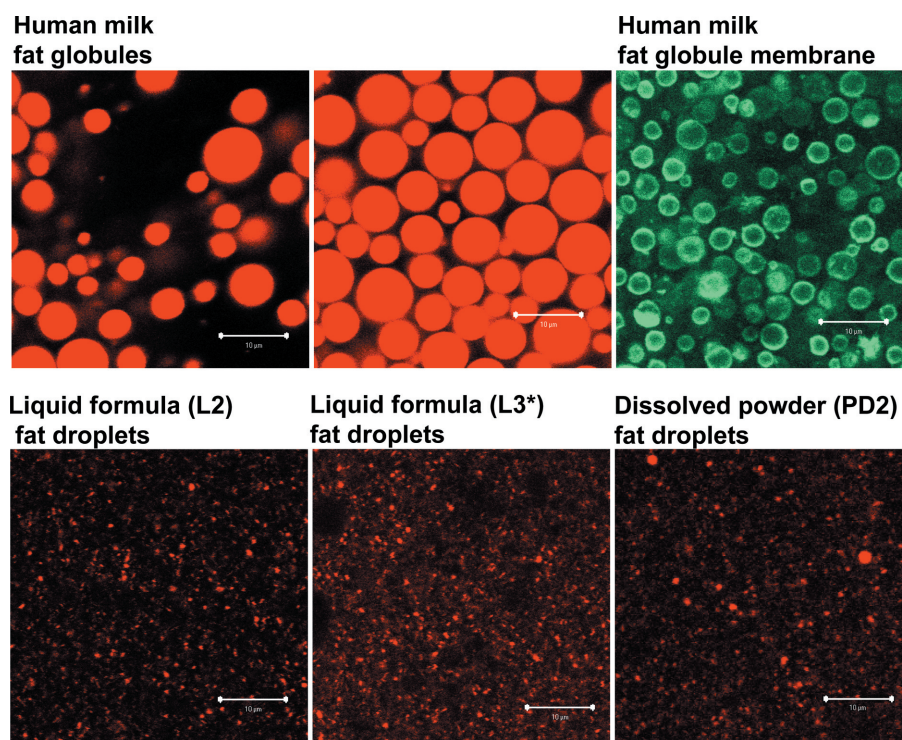 Human milk
fat globules
Human milk
fat globule membrane
10 µm
10 µm
10 µm
Liquid formula (L2)
fat droplets
Liquid formula (L3*)
fat droplets
Dissolved powder (PD2)
fat droplets
10 µm
10 µm
10 µm